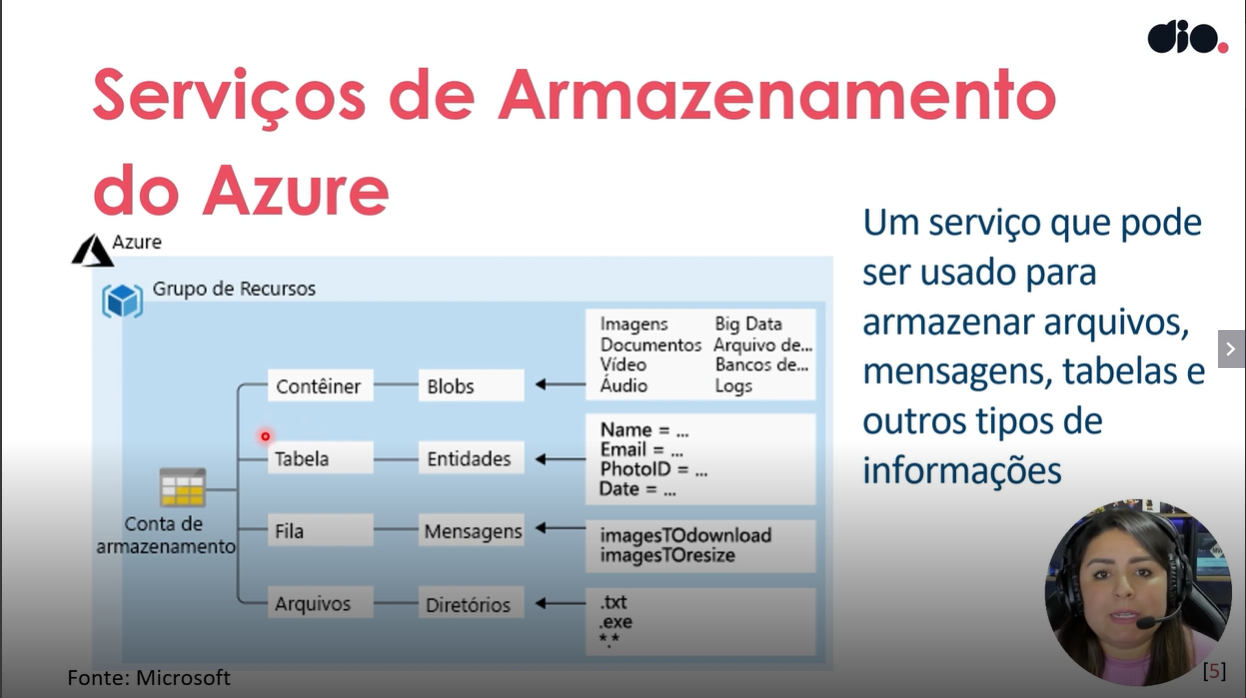 dio.
Serviços de Armazenamento
do Azure
Azure
Grupo de Recursos
Conta de
armazenamento
Contêiner
Blobs
Imagens Big Data
Documentos Arquivo de...
Vídeo Bancos de...
Áudio Logs
Tabela
Entidades
Name = ...
Email = ...
PhotoID = ...
Date = ...
Fila
Mensagens
imagesTOdownload
imagesTOresize
Arquivos
Diretórios
.txt
.exe
*.*
Um serviço que pode
ser usado para
armazenar arquivos,
mensagens, tabelas e
outros tipos de
informações
Fonte: Microsoft
[5]